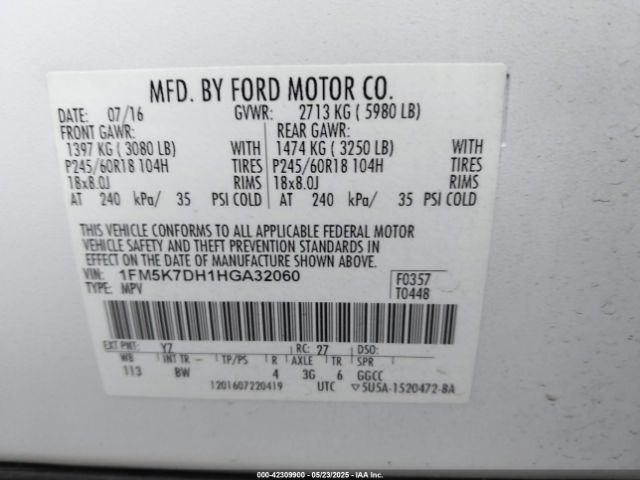 MFD. BY FORD MOTOR CO.
DATE: 07/16 GVWR: 2713 KG ( 5980 LB)
FRONT GAWR: REAR GAWR:
1397 KG ( 3080 LB) WITH 1474 KG ( 3250 LB) WITH
P245/60R18 104H TIRES P245/60R18 104H TIRES
18x8.0J RIMS 18x8.0J RIMS
AT 240 kPa/ 35 PSI COLD AT 240 kPa/ 35 PSI COLD
THIS VEHICLE CONFORMS TO ALL APPLICABLE FEDERAL MOTOR
VEHICLE SAFETY AND THEFT PREVENTION STANDARDS IN
EFFECT ON THE DATE OF MANUFACTURE SHOWN ABOVE.
VIN: 1FM5K7DH1HGA32060 F0357
TYPE: MPV T0448
EXT PNT: YZ RC: 27 DSO:
WB INT TR TP/PS R AXLE TR SPR
113 BW 4 3G 6 GGCC
1201607220419 UTC ▽5U5A-1520472-BA
000-42309900 - 05/23/2025 - IAAI.com